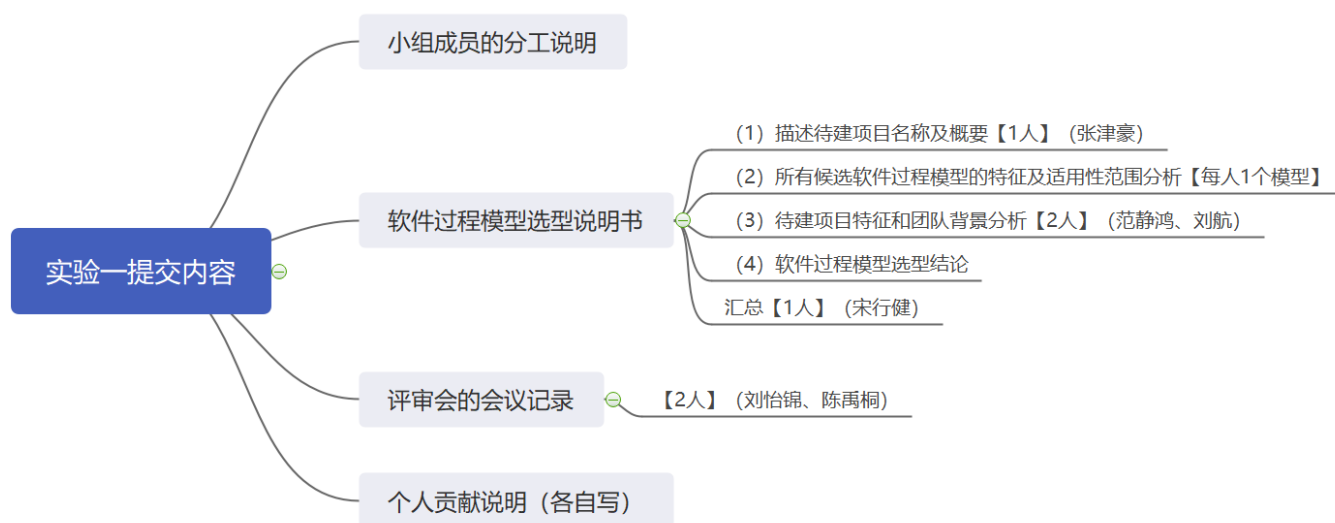 小组成员的分工说明
(1)描述待建项目名称及概要【1人】(张津豪)
(2)所有候选软件过程模型的特征及适用性范围分析【每人1个模型】
软件过程模型选型说明书
(3)待建项目特征和团队背景分析【2人】(范静鸿、刘航)
(4)软件过程模型选型结论
实验一提交内容
汇总【1人】(宋行健)
评审会的会议记录
【2人】(刘怡锦、陈禹桐)
个人贡献说明(各自写)